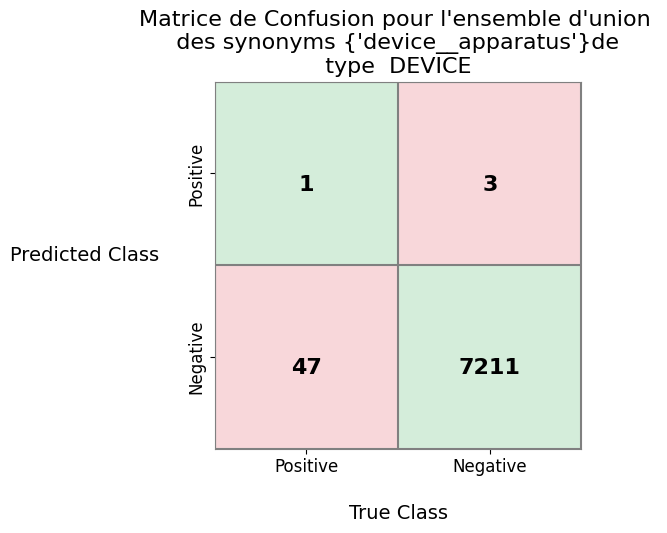 Matrice de Confusion pour l'ensemble d'union
des synonyms {'device__apparatus'}de
type  DEVICE
Positive
1
3
Predicted Class
Negative
47
7211
Positive
Negative
True Class